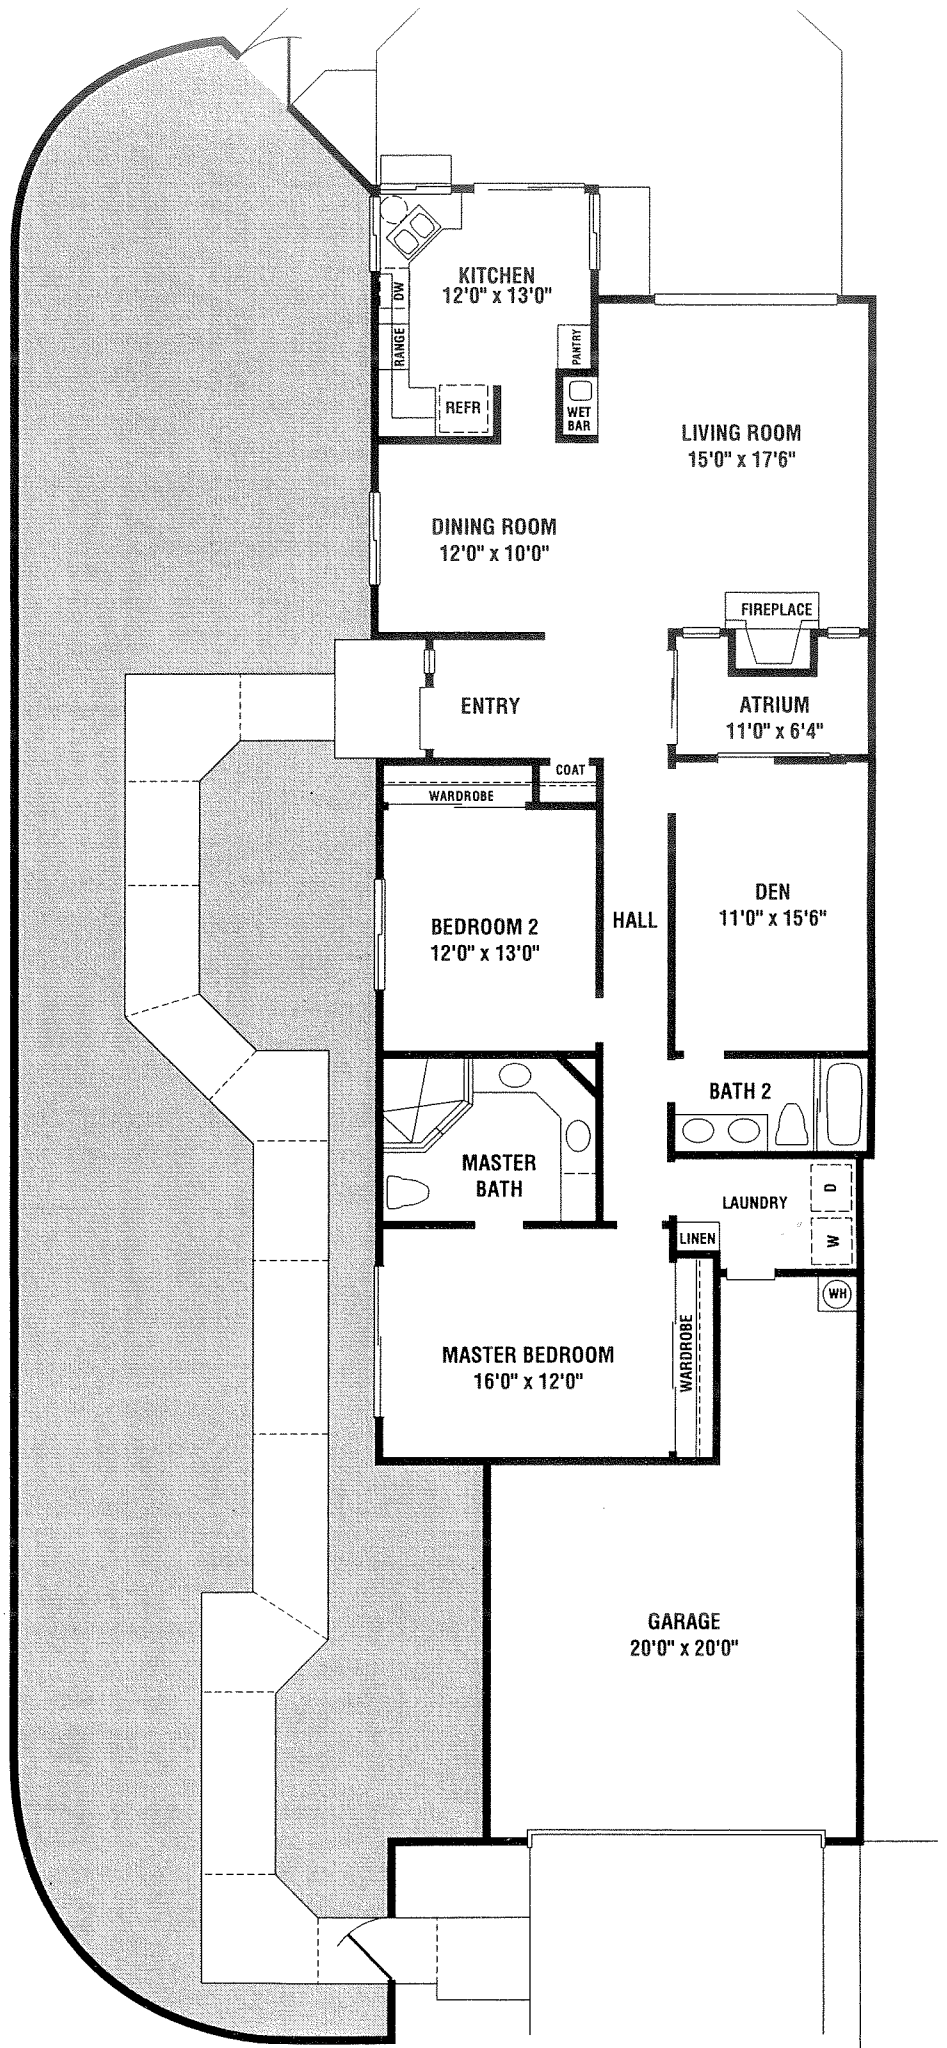 KITCHEN
12'0" x 13'0"
DW
RANGE
PANTRY
REFR
WET
BAR
LIVING ROOM
15'0" x 17'6"
DINING ROOM
12'0" x 10'0"
FIREPLACE
ENTRY
ATRIUM
11'0" x 6'4"
COAT
WARDROBE
DEN
11'0" x 15'6"
HALL
BEDROOM 2
12'0" x 13'0"
BATH 2
MASTER
BATH
LAUNDRY
D
W
LINEN
WH
MASTER BEDROOM
16'0" x 12'0"
WARDROBE
GARAGE
20'0" x 20'0"